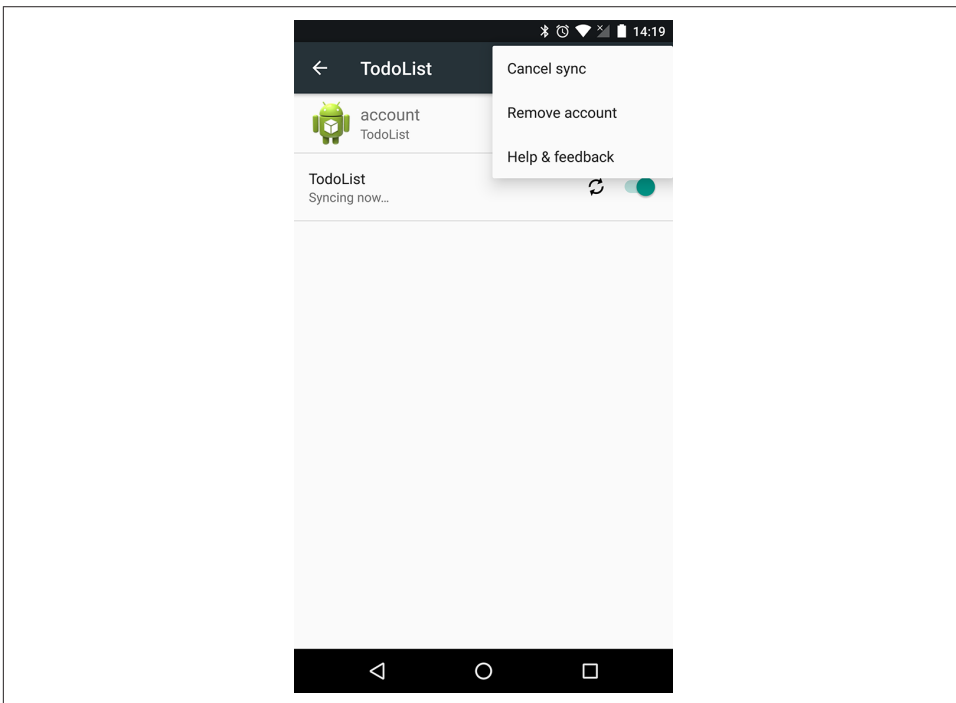 14:19
TodoList
Cancel sync
account
TodoList
Remove account
Help & feedback
TodoList
Syncing now...